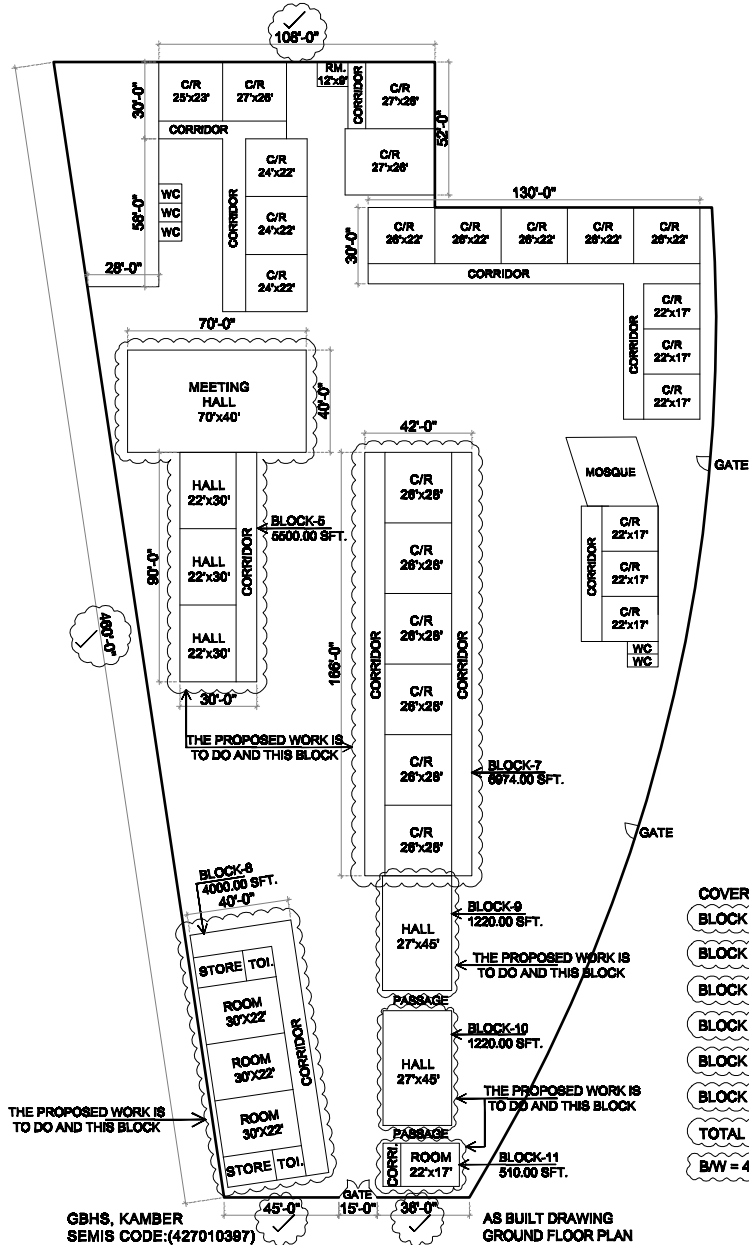 108'-0"
C/R
25'x23'
C/R
27'x26'
RM.
12'x9'
CORRIDOR
C/R
27'x26'
30'-0"
CORRIDOR
52'-0"
C/R
27'x26'
C/R
24'x22'
C/R
24'x22'
C/R
24'x22'
CORRIDOR
WC
WC
WC
58'-0"
28'-0"
130'-0"
30'-0"
C/R
26'x22'
C/R
26'x22'
C/R
26'x22'
C/R
26'x22'
C/R
26'x22'
CORRIDOR
C/R
22'x17'
C/R
22'x17'
C/R
22'x17'
CORRIDOR
70'-0"
MEETING
HALL
70'x40'
40'-0"
42'-0"
MOSQUE
GATE
HALL
22'x30'
HALL
22'x30'
HALL
22'x30'
CORRIDOR
90'-0"
30'-0"
BLOCK-5
5500.00 SFT.
460'-0"
C/R
26'x26'
C/R
26'x26'
C/R
26'x26'
C/R
26'x26'
C/R
26'x26'
C/R
26'x26'
CORRIDOR
CORRIDOR
166'-0"
C/R
22'x17'
C/R
22'x17'
C/R
22'x17'
CORRIDOR
WC
WC
THE PROPOSED WORK IS
TO DO AND THIS BLOCK
BLOCK-7
6974.00 SFT.
GATE
BLOCK-8
4000.00 SFT.
40'-0"
STORE
TOI.
ROOM
30'X22'
ROOM
30'X22'
ROOM
30'X22'
STORE
TOI.
CORRIDOR
THE PROPOSED WORK IS
TO DO AND THIS BLOCK
HALL
27'x45'
BLOCK-9
1220.00 SFT.
THE PROPOSED WORK IS
TO DO AND THIS BLOCK
PASSAGE
HALL
27'x45'
BLOCK-10
1220.00 SFT.
THE PROPOSED WORK IS
TO DO AND THIS BLOCK
PASSAGE
CORRI.
ROOM
22'x17'
BLOCK-11
510.00 SFT.
COVER
BLOCK
BLOCK
BLOCK
BLOCK
BLOCK
BLOCK
TOTAL
B/W = 4
GATE
45'-0"
15'-0"
36'-0"
GBHS, KAMBER
SEMIS CODE:(427010397)
AS BUILT DRAWING
GROUND FLOOR PLAN